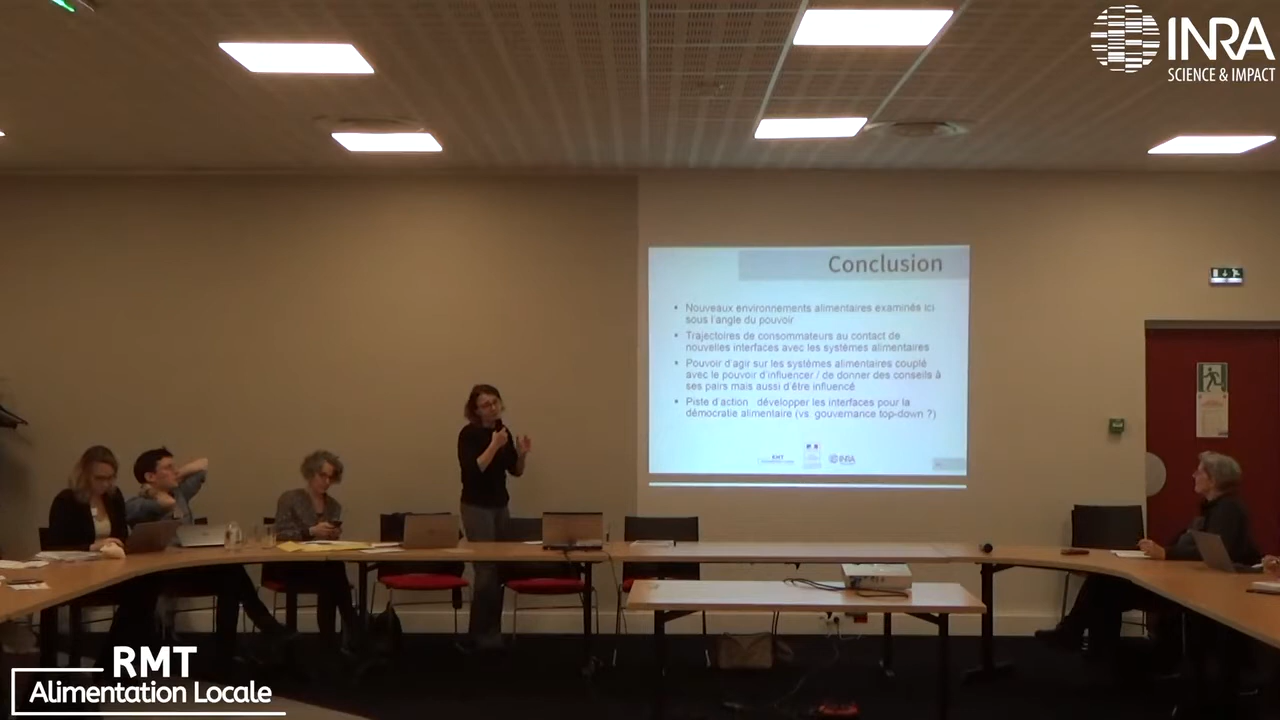 INRA
SCIENCE & IMPACT
Conclusion
• Nouveaux environnements alimentaires examinés ici
sous l'angle du pouvoir
• Trajectoires de consommateurs au contact de
nouvelles interfaces avec les systèmes alimentaires
• Pouvoir d'agir sur les systèmes alimentaires couplé
avec le pouvoir d'influencer / de donner des conseils à
ses pairs mais aussi d'être influencé
• Piste d'action : développer les interfaces pour la
démocratie alimentaire (vs. gouvernance top-down ?)
RMT
INRA
RMT
Alimentation Locale